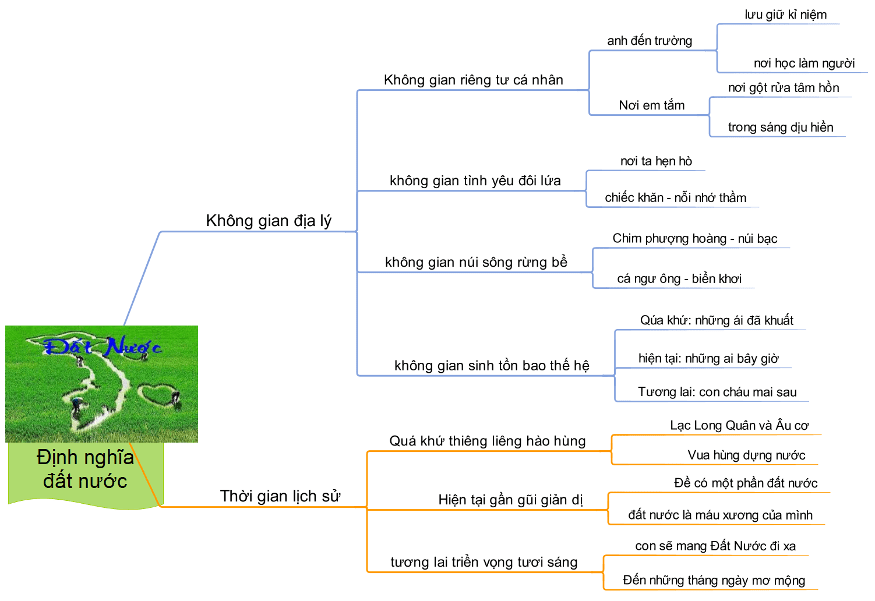 lưu giữ kỉ niệm
anh đến trường
nơi học làm người
Không gian riêng tư cá nhân
nơi gột rửa tâm hồn
Nơi em tắm
trong sáng dịu hiền
nơi ta hẹn hò
không gian tình yêu đôi lứa
chiếc khăn - nỗi nhớ thầm
Không gian địa lý
Chim phượng hoàng - núi bạc
không gian núi sông rừng bể
cá ngư ông - biển khơi
Qúa khứ: những ái đã khuất
không gian sinh tồn bao thế hệ
hiện tại: những ai bây giờ
Tương lai: con cháu mai sau
Đất Nước
Định nghĩa
đất nước
Lạc Long Quân và Âu cơ
Quá khứ thiêng liêng hào hùng
Vua hùng dựng nước
Thời gian lịch sử
Để có một phần đất nước
Hiện tại gần gũi giản dị
đất nước là máu xương của mình
con sẽ mang Đất Nước đi xa
tương lai triển vọng tươi sáng
Đến những tháng ngày mơ mộng